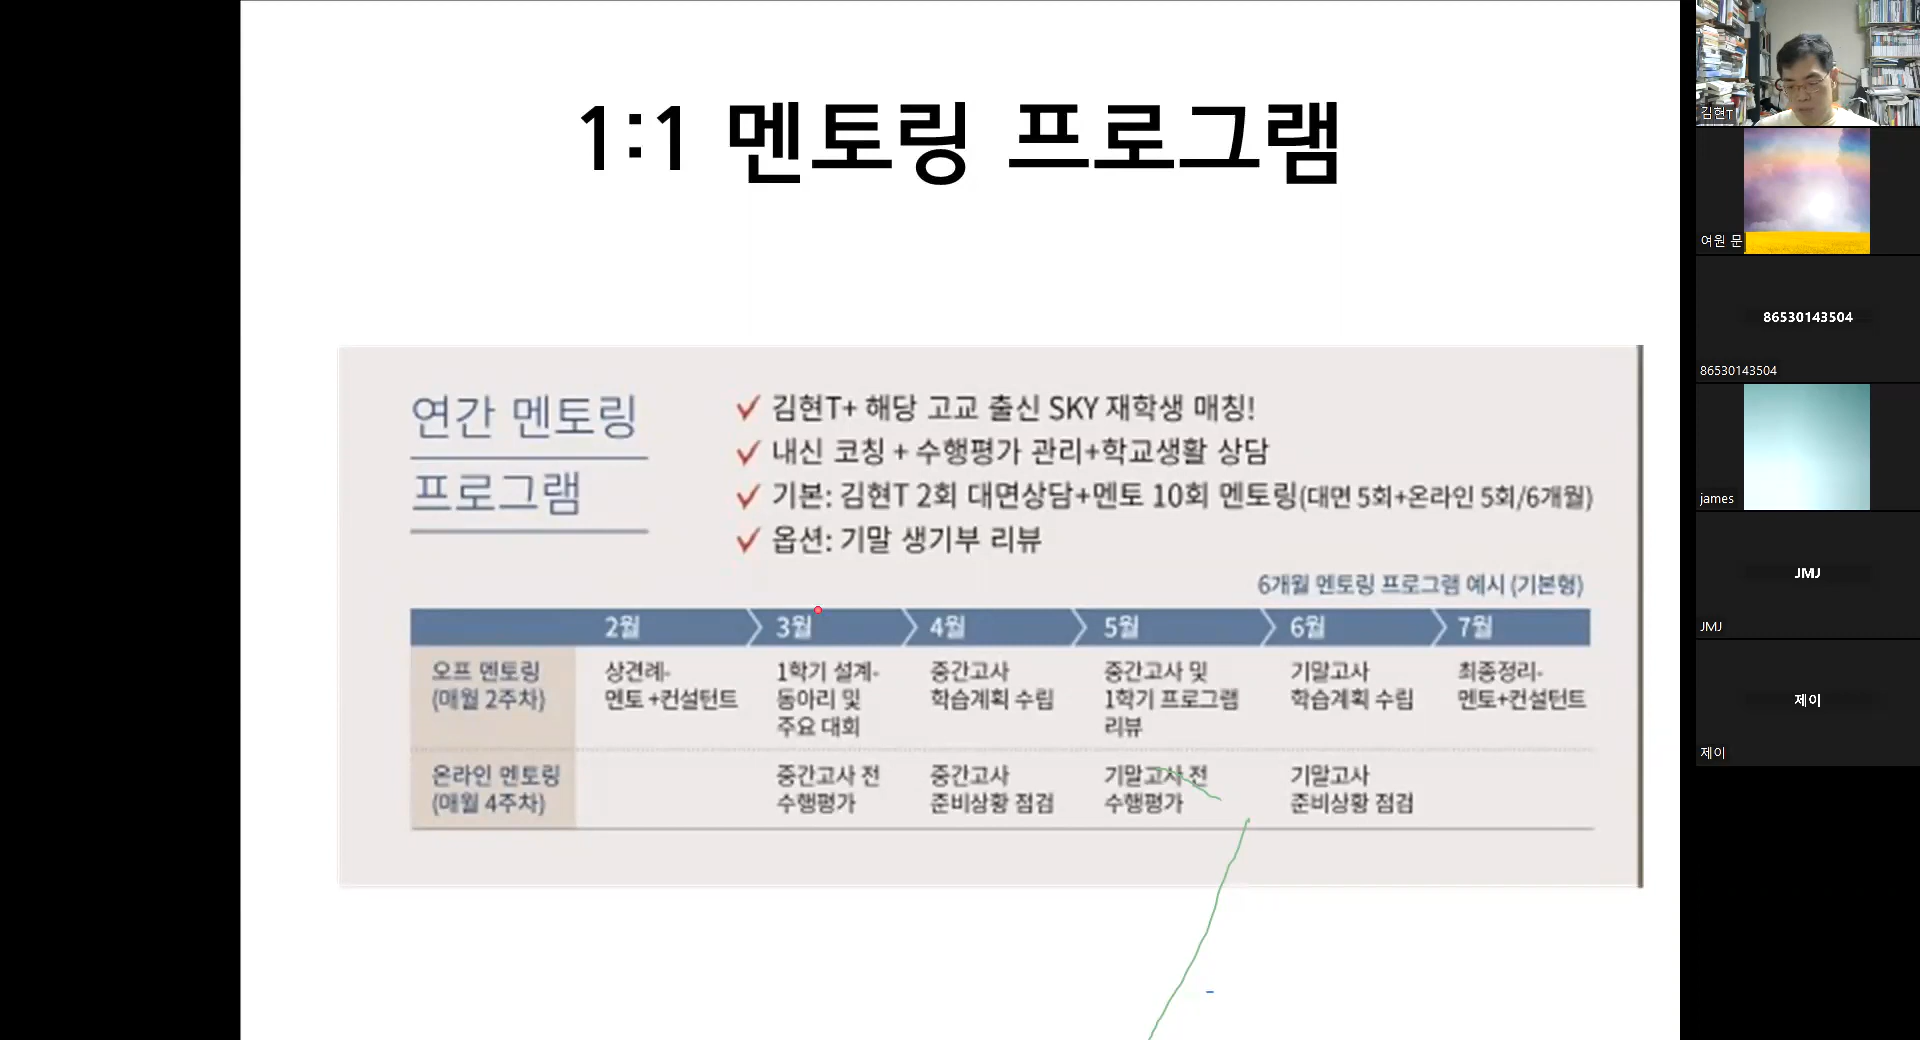 1:1 멘토링 프로그램
연간 멘토링
프로그램
✓ 김현T+ 해당 고교 출신 SKY 재학생 매칭!
✓ 내신 코칭 + 수행평가 관리+학교생활 상담
✓ 기본: 김현T 2회 대면상담+멘토 10회 멘토링(대면 5회+온라인 5회/6개월)
✓ 옵션: 기말 생기부 리뷰
6개월 멘토링 프로그램 예시 (기본형)
2월 3월 4월 5월 6월 7월
오프 멘토링
(매월 2주차)
상견례-
멘토 +컨설턴트
1학기 설계-
동아리 및
주요 대회
중간고사
학습계획 수립
중간고사 및
1학기 프로그램
리뷰
기말고사
학습계획 수립
최종정리-
멘토+컨설턴트
온라인 멘토링
(매월 4주차)
중간고사 전
수행평가
중간고사
준비상황 점검
기말고사 전
수행평가
기말고사
준비상황 점검
김현T
여원 문
86530143504
86530143504
james
JMJ
JMJ
제이
제이